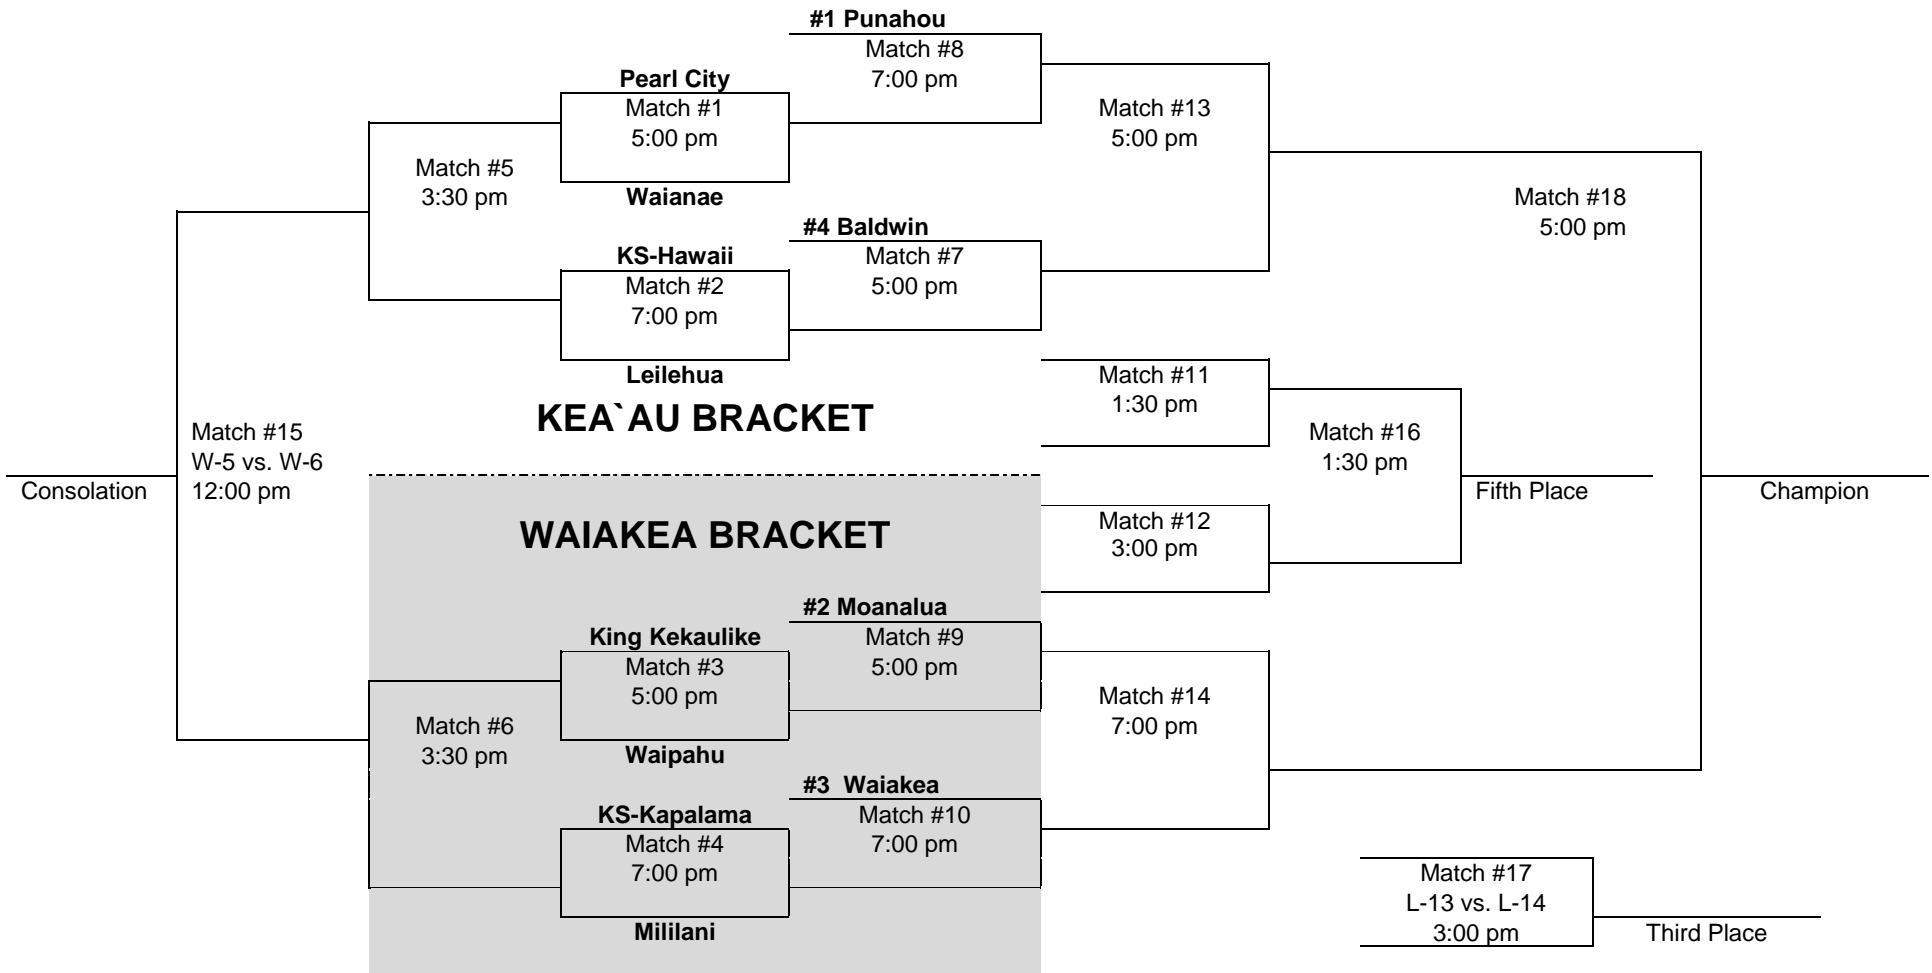 #1 Punahou
Match #8
7:00 pm
Pearl City
Match #1
5:00 pm
Waianae
Match #13
5:00 pm
Match #5
3:30 pm
Match #18
5:00 pm
#4 Baldwin
Match #7
5:00 pm
KS-Hawaii
Match #2
7:00 pm
Leilehua
Match #11
1:30 pm
KEA`AU BRACKET
Match #15
W-5 vs. W-6
12:00 pm
Match #16
1:30 pm
Consolation
Fifth Place
Champion
WAIAKEA BRACKET
Match #12
3:00 pm
#2 Moanalua
Match #9
5:00 pm
King Kekaulike
Match #3
5:00 pm
Waipahu
Match #14
7:00 pm
Match #6
3:30 pm
#3  Waiakea
Match #10
7:00 pm
KS-Kapalama
Match #4
7:00 pm
Mililani
Match #17
L-13 vs. L-14
3:00 pm
Third Place